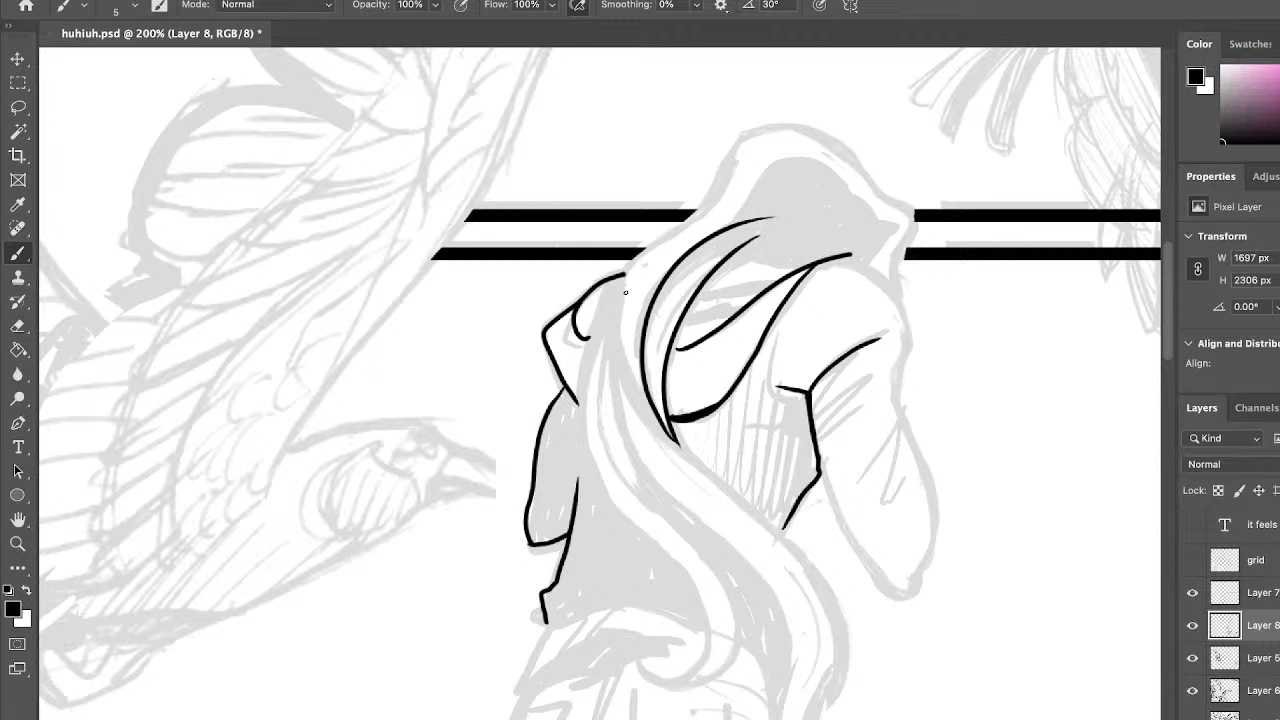 5 Mode: Normal Opacity: 100% Flow: 100% Smoothing: 0% 30°
huhiuh.psd @ 200% (Layer 8, RGB/8) *
Color Swatches
Properties Adjus
Pixel Layer
Transform
W 1697 px
H 2306 px
0.00°
Align and Distribu
Align:
Layers Channels
Kind
Normal
Lock:
T it feels
grid
Layer 7
Layer 8
Layer 5
Layer 6